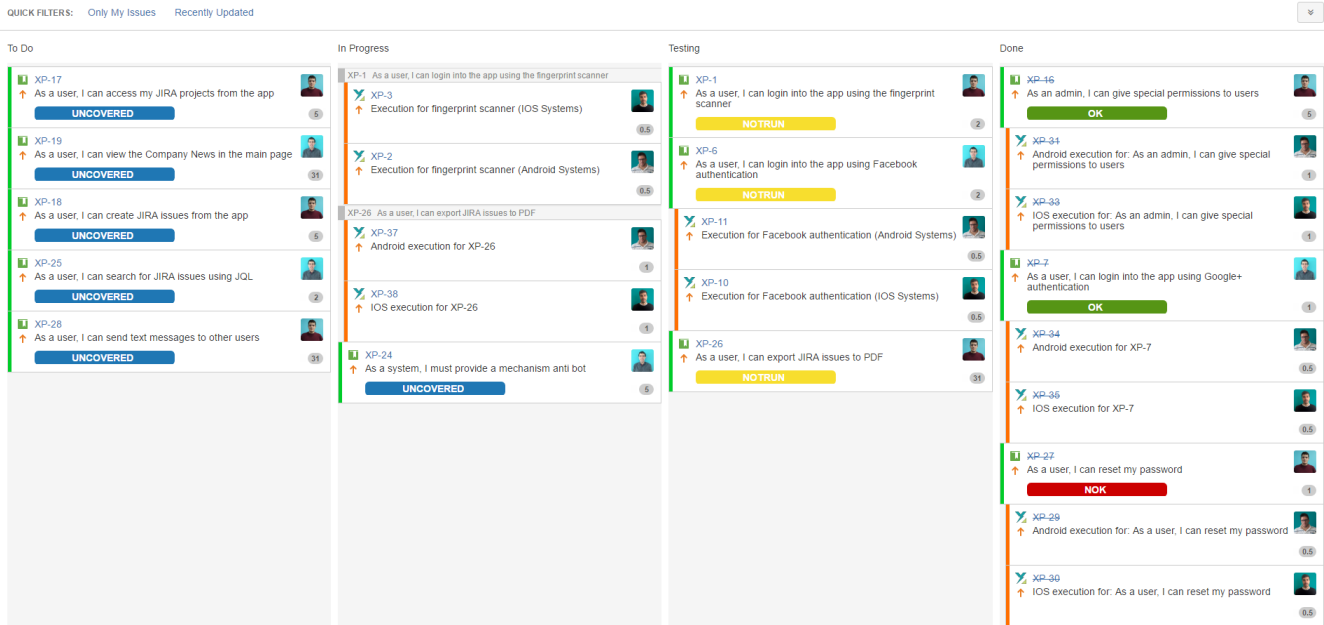 QUICK FILTERS: Only My Issues Recently Updated
To Do
XP-17
As a user, I can access my JIRA projects from the app
UNCOVERED 5
XP-19
As a user, I can view the Company News in the main page
UNCOVERED 31
XP-18
As a user, I can create JIRA issues from the app
UNCOVERED 5
XP-25
As a user, I can search for JIRA issues using JQL
UNCOVERED 2
XP-28
As a user, I can send text messages to other users
UNCOVERED 31
In Progress
XP-1 As a user, I can login into the app using the fingerprint scanner
XP-3
Execution for fingerprint scanner (IOS Systems)
0.5
XP-2
Execution for fingerprint scanner (Android Systems)
0.5
XP-26 As a user, I can export JIRA issues to PDF
XP-37
Android execution for XP-26
1
XP-38
IOS execution for XP-26
1
XP-24
As a system, I must provide a mechanism anti bot
UNCOVERED 5
Testing
XP-1
As a user, I can login into the app using the fingerprint
scanner
NOTRUN 2
XP-6
As a user, I can login into the app using Facebook
authentication
NOTRUN 2
XP-11
Execution for Facebook authentication (Android Systems)
0.5
XP-10
Execution for Facebook authentication (IOS Systems)
0.5
XP-26
As a user, I can export JIRA issues to PDF
NOTRUN 31
Done
XP-16
As an admin, I can give special permissions to users
OK 5
XP-31
Android execution for: As an admin, I can give special
permissions to users
1
XP-33
IOS execution for: As an admin, I can give special
permissions to users
1
XP-7
As a user, I can login into the app using Google+
authentication
OK 1
XP-34
Android execution for XP-7
0.5
XP-35
IOS execution for XP-7
0.5
XP-27
As a user, I can reset my password
NOK 1
XP-29
Android execution for: As a user, I can reset my password
0.5
XP-30
IOS execution for: As a user, I can reset my password
0.5